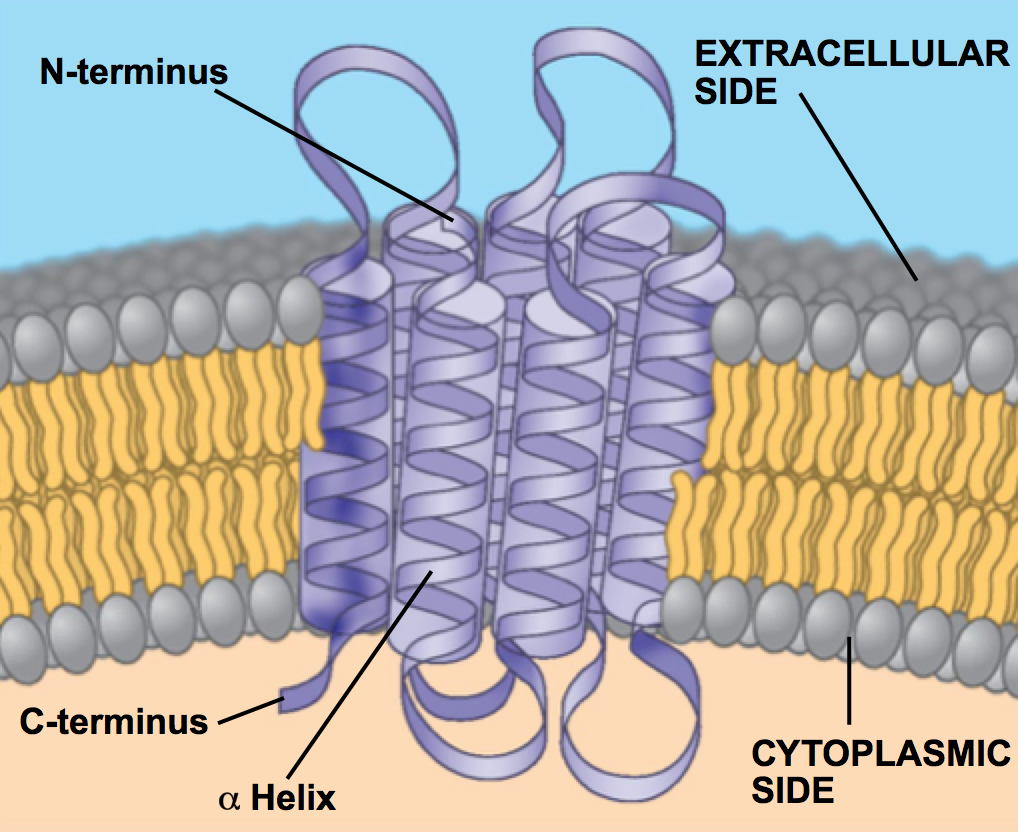 N-terminus
EXTRACELLULAR
SIDE
C-terminus
α Helix
CYTOPLASMIC
SIDE